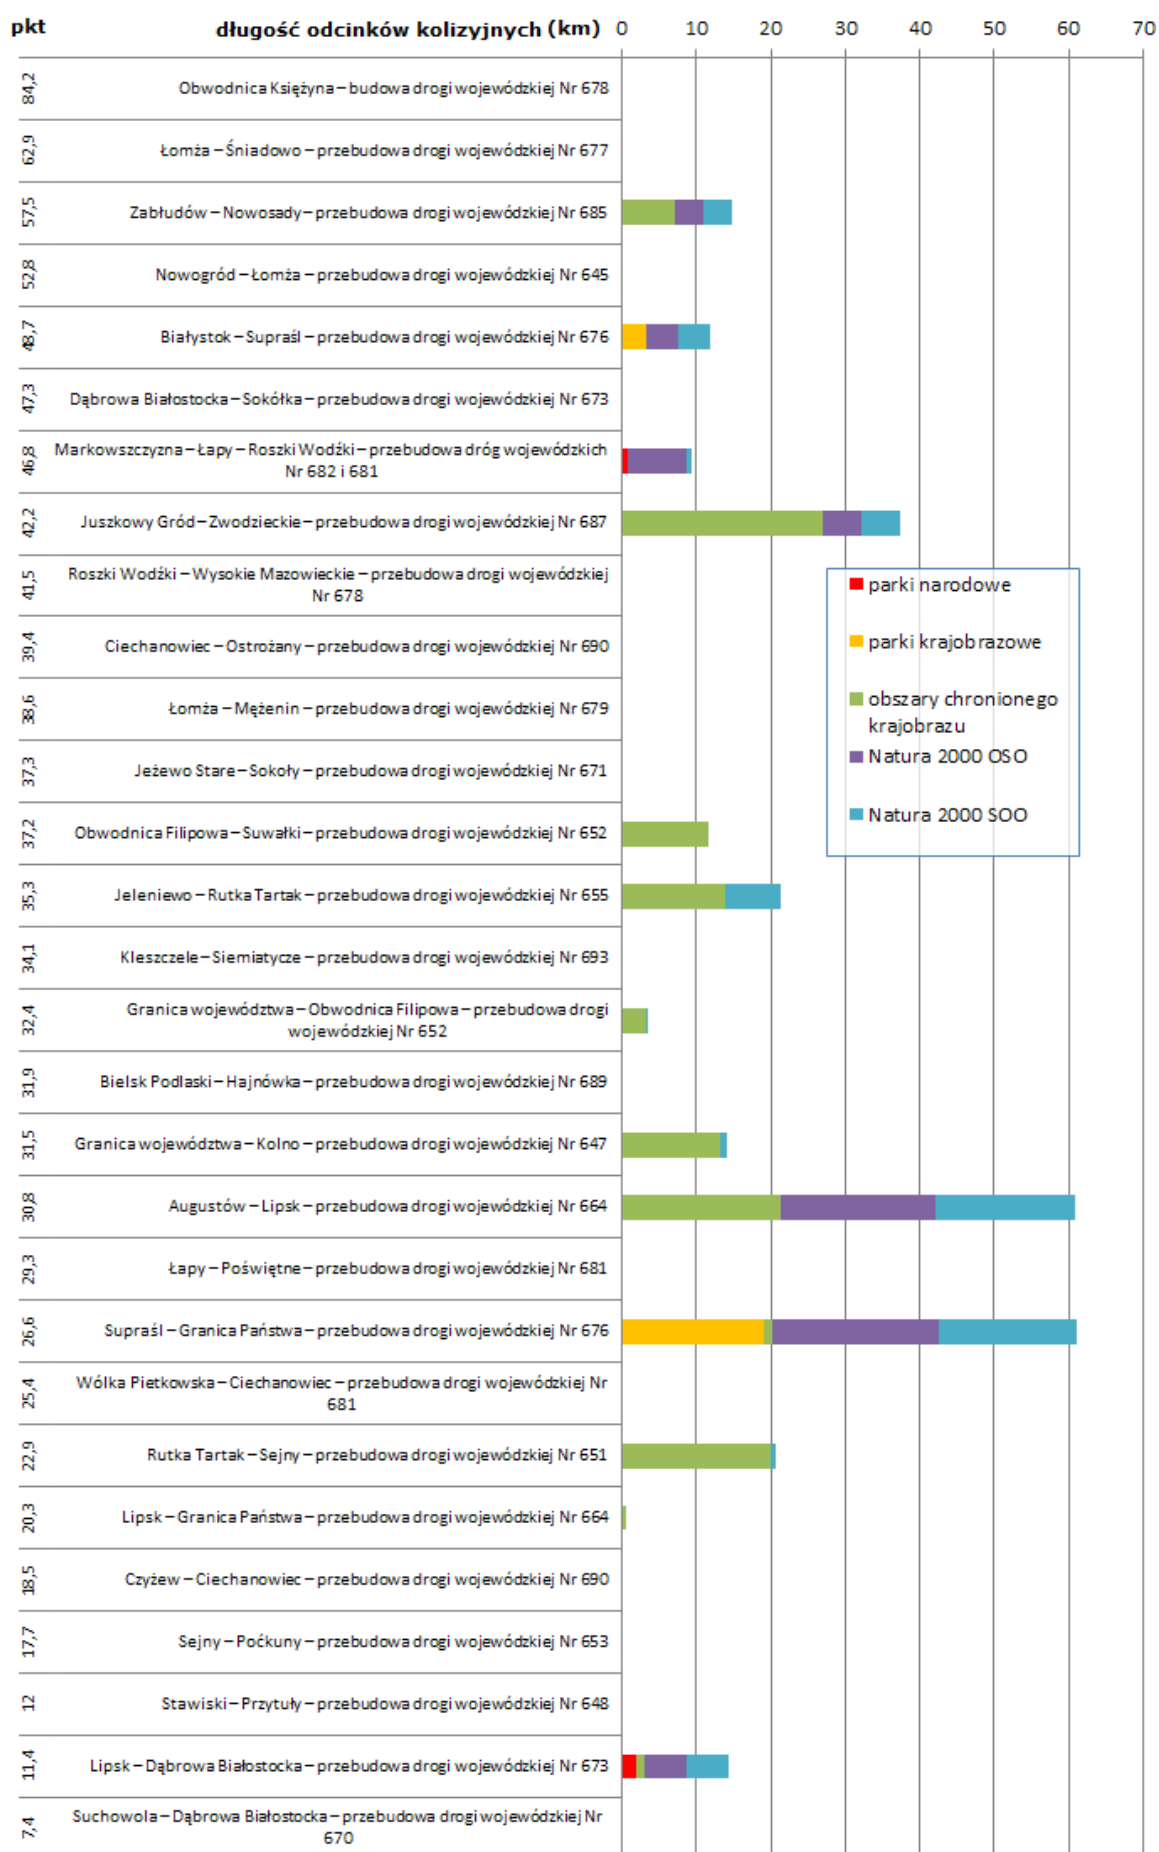 pkt długość odcinków kolizyjnych (km) 0 10 20 30 40 50 60 70
84,2 Obwodnica Księżyna – budowa drogi wojewódzkiej Nr 678
62,9 Łomża – Śniadowo – przebudowa drogi wojewódzkiej Nr 677
57,5 Zabłudów – Nowosady – przebudowa drogi wojewódzkiej Nr 685
52,8 Nowogród – Łomża – przebudowa drogi wojewódzkiej Nr 645
48,7 Białystok – Supraśl – przebudowa drogi wojewódzkiej Nr 676
47,3 Dąbrowa Białostocka – Sokółka – przebudowa drogi wojewódzkiej Nr 673
46,8 Markowszczyzna – Łapy – Roszki Wodźki – przebudowa dróg wojewódzkich
Nr 682 i 681
42,2 Juszkowy Gród – Zwodzieckie – przebudowa drogi wojewódzkiej Nr 687
41,5 Roszki Wodźki – Wysokie Mazowieckie – przebudowa drogi wojewódzkiej
Nr 678
39,4 Ciechanowiec – Ostrożany – przebudowa drogi wojewódzkiej Nr 690
38,6 Łomża – Mężenin – przebudowa drogi wojewódzkiej Nr 679
37,3 Jeżewo Stare – Sokoły – przebudowa drogi wojewódzkiej Nr 671
37,2 Obwodnica Filipowa – Suwałki – przebudowa drogi wojewódzkiej Nr 652
35,3 Jeleniewo – Rutka Tartak – przebudowa drogi wojewódzkiej Nr 655
34,1 Kleszczele – Siemiatycze – przebudowa drogi wojewódzkiej Nr 693
32,4 Granica województwa – Obwodnica Filipowa – przebudowa drogi
wojewódzkiej Nr 652
31,9 Bielsk Podlaski – Hajnówka – przebudowa drogi wojewódzkiej Nr 689
31,5 Granica województwa – Kolno – przebudowa drogi wojewódzkiej Nr 647
30,8 Augustów – Lipsk – przebudowa drogi wojewódzkiej Nr 664
29,3 Łapy – Poświętne – przebudowa drogi wojewódzkiej Nr 681
26,6 Supraśl – Granica Państwa – przebudowa drogi wojewódzkiej Nr 676
25,4 Wólka Pietkowska – Ciechanowiec – przebudowa drogi wojewódzkiej Nr
681
22,9 Rutka Tartak – Sejny – przebudowa drogi wojewódzkiej Nr 651
20,3 Lipsk – Granica Państwa – przebudowa drogi wojewódzkiej Nr 664
18,5 Czyżew – Ciechanowiec – przebudowa drogi wojewódzkiej Nr 690
17,7 Sejny – Poćkuny – przebudowa drogi wojewódzkiej Nr 653
12 Stawiski – Przytuły – przebudowa drogi wojewódzkiej Nr 648
11,4 Lipsk – Dąbrowa Białostocka – przebudowa drogi wojewódzkiej Nr 673
7,4 Suchowola – Dąbrowa Białostocka – przebudowa drogi wojewódzkiej Nr
670
parki narodowe
parki krajobrazowe
obszary chronionego
krajobrazu
Natura 2000 OSO
Natura 2000 SOO